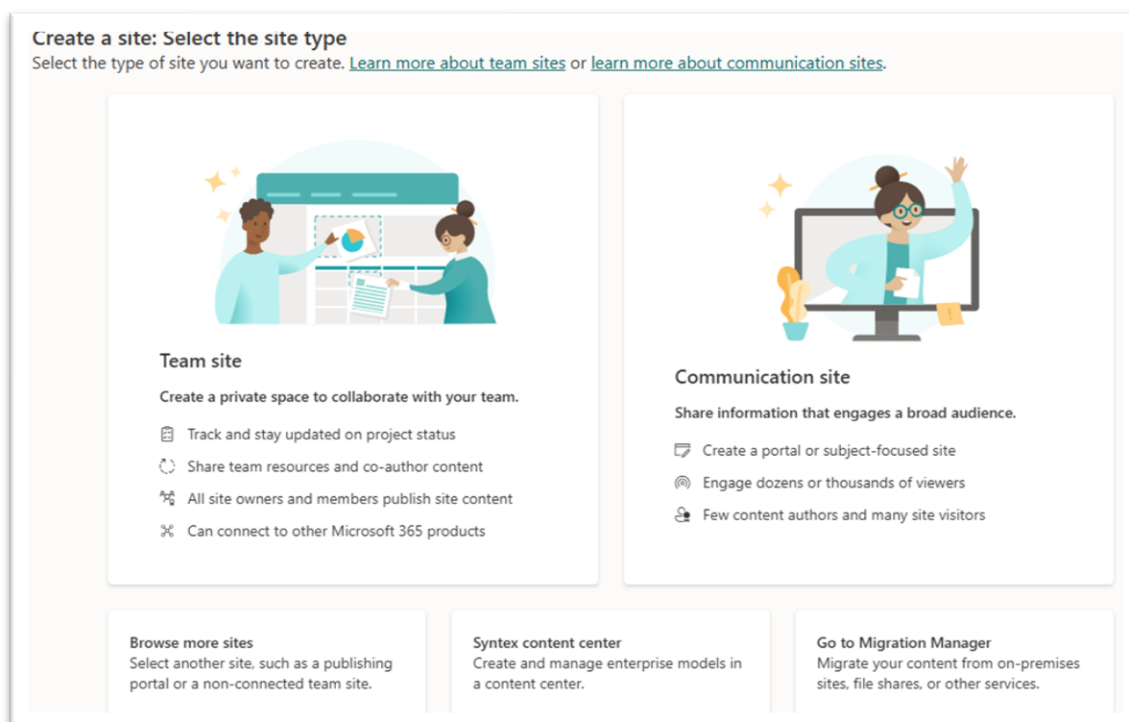 Create a site: Select the site type
Select the type of site you want to create. Learn more about team sites or learn more about communication sites.
Team site
Create a private space to collaborate with your team.
Track and stay updated on project status
Share team resources and co-author content
All site owners and members publish site content
Can connect to other Microsoft 365 products
Communication site
Share information that engages a broad audience.
Create a portal or subject-focused site
Engage dozens or thousands of viewers
Few content authors and many site visitors
Browse more sites
Select another site, such as a publishing
portal or a non-connected team site.
Syntex content center
Create and manage enterprise models in
a content center.
Go to Migration Manager
Migrate your content from on-premises
sites, file shares, or other services.